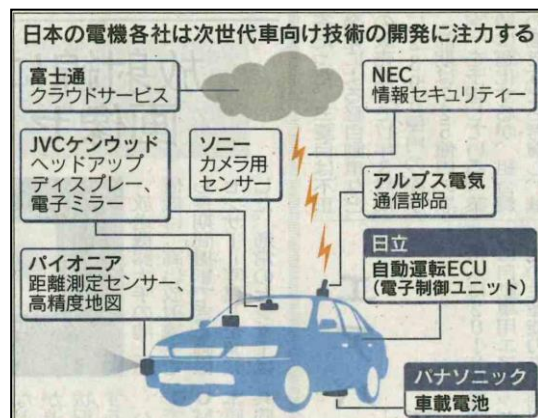 日本の電機各社は次世代車向け技術の開発に注力する
富士通
クラウドサービス
NEC
情報セキュリティー
JVCケンウッド
ヘッドアップ
ディスプレー、
電子ミラー
ソニー
カメラ用
センサー
アルプス電気
通信部品
日立
自動運転ECU
(電子制御ユニット)
パイオニア
距離測定センサー、
高精度地図
パナソニック
車載電池